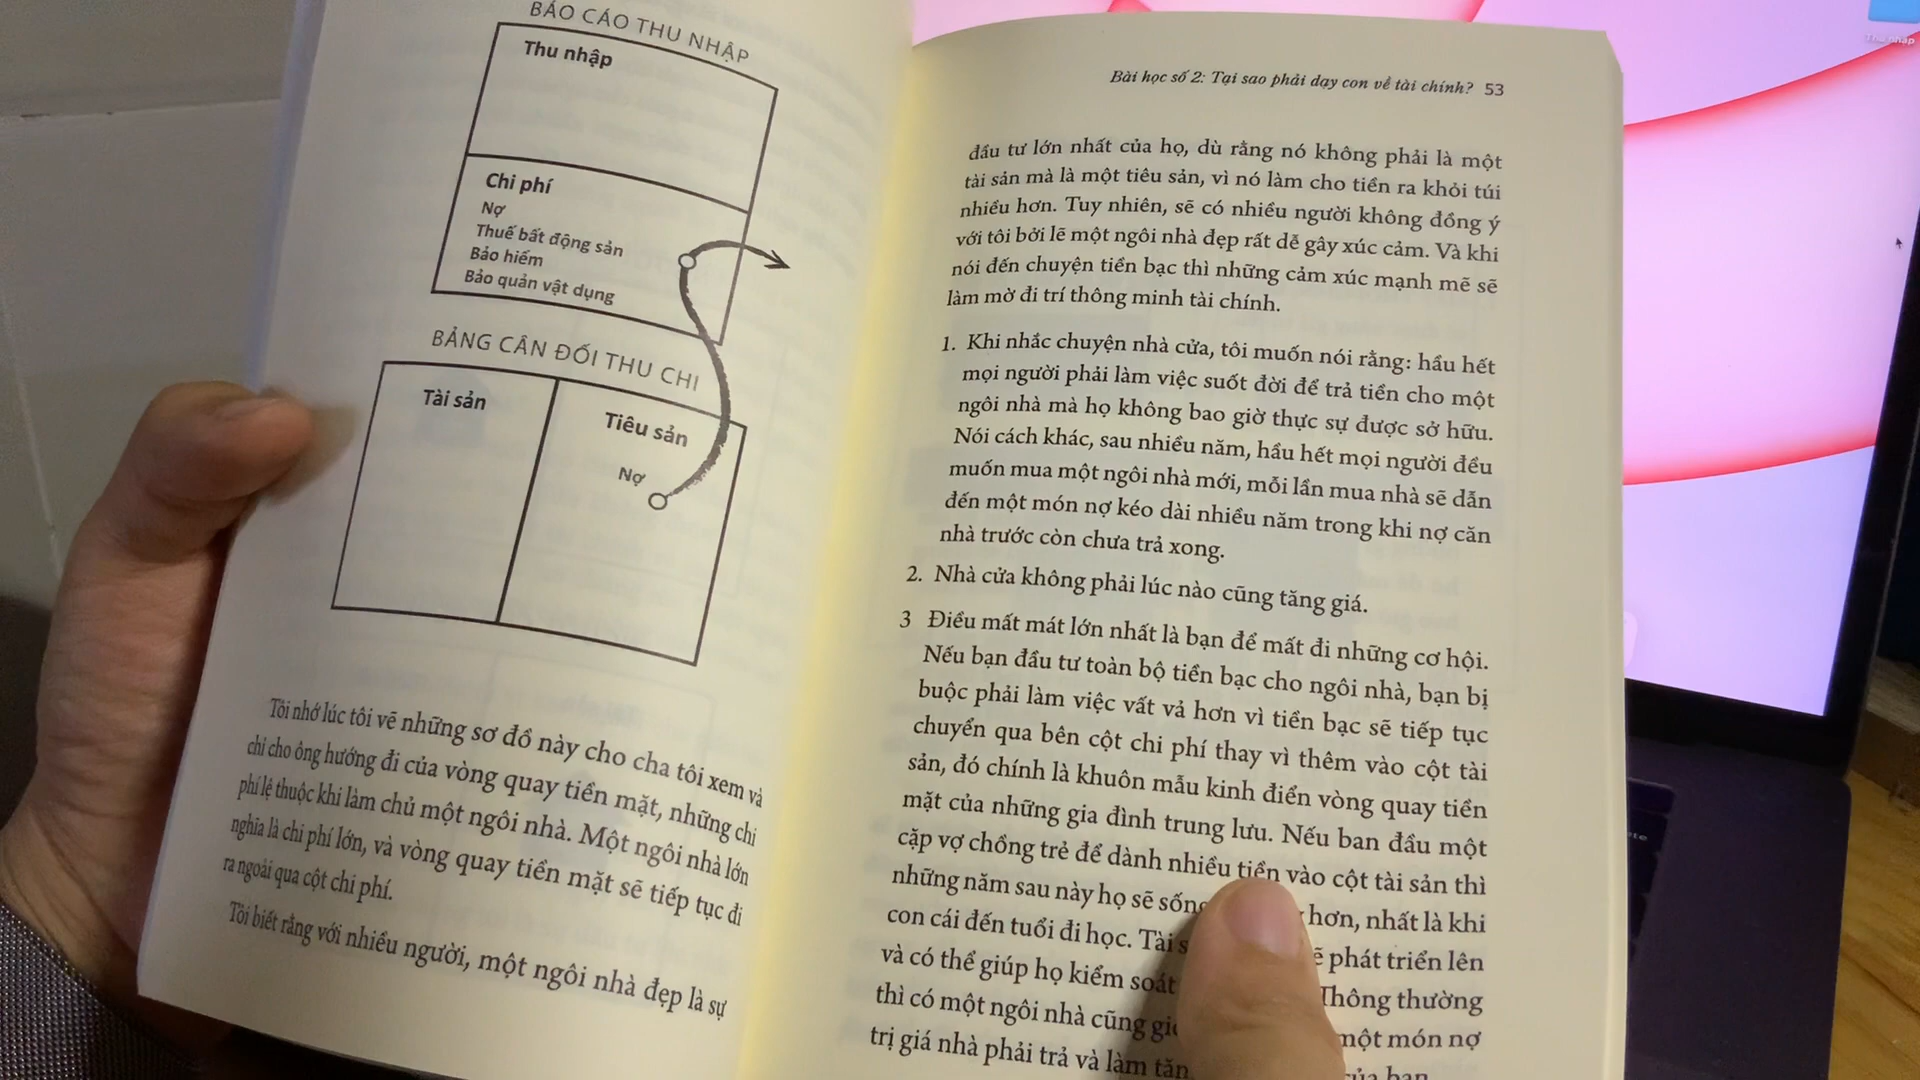 BÁO CÁO THU NHẬP
Thu nhập
Chi phí
Nợ
Thuế bất động sản
Bảo hiểm
Bảo quản vật dụng
BẢNG CÂN ĐỐI THU CHI
Tài sản
Tiêu sản
Nợ
Tôi nhớ lúc tôi vẽ những sơ đồ này cho cha tôi xem và
chỉ cho ông hướng đi của vòng quay tiền mặt, những chi
phí lệ thuộc khi làm chủ một ngôi nhà. Một ngôi nhà lớn
nghĩa là chi phí lớn, và vòng quay tiền mặt sẽ tiếp tục đi
ra ngoài qua cột chi phí.
Tôi biết rằng với nhiều người, một ngôi nhà đẹp là sự
Bài học số 2: Tại sao phải dạy con về tài chính? 53
đầu tư lớn nhất của họ, dù rằng nó không phải là một
tài sản mà là một tiêu sản, vì nó làm cho tiền ra khỏi túi
nhiều hơn. Tuy nhiên, sẽ có nhiều người không đồng ý
với tôi bởi lẽ một ngôi nhà đẹp rất dễ gây xúc cảm. Và khi
nói đến chuyện tiền bạc thì những cảm xúc mạnh mẽ sẽ
làm mờ đi trí thông minh tài chính.
1. Khi nhắc chuyện nhà cửa, tôi muốn nói rằng: hầu hết
mọi người phải làm việc suốt đời để trả tiền cho một
ngôi nhà mà họ không bao giờ thực sự được sở hữu.
Nói cách khác, sau nhiều năm, hầu hết mọi người đều
muốn mua một ngôi nhà mới, mỗi lần mua nhà sẽ dẫn
đến một món nợ kéo dài nhiều năm trong khi nợ căn
nhà trước còn chưa trả xong.
2. Nhà cửa không phải lúc nào cũng tăng giá.
3 Điều mất mát lớn nhất là bạn để mất đi những cơ hội.
Nếu bạn đầu tư toàn bộ tiền bạc cho ngôi nhà, bạn bị
buộc phải làm việc vất vả hơn vì tiền bạc sẽ tiếp tục
chuyển qua bên cột chi phí thay vì thêm vào cột tài
sản, đó chính là khuôn mẫu kinh điển vòng quay tiền
mặt của những gia đình trung lưu. Nếu ban đầu một
cặp vợ chồng trẻ để dành nhiều tiền vào cột tài sản thì
những năm sau này họ sẽ sống hơn, nhất là khi
con cái đến tuổi đi học. Tài phát triển lên
và có thể giúp họ kiểm soát Thông thường
thì có một ngôi nhà cũng một món nợ
trị giá nhà phải trả và làm tăn của bạn